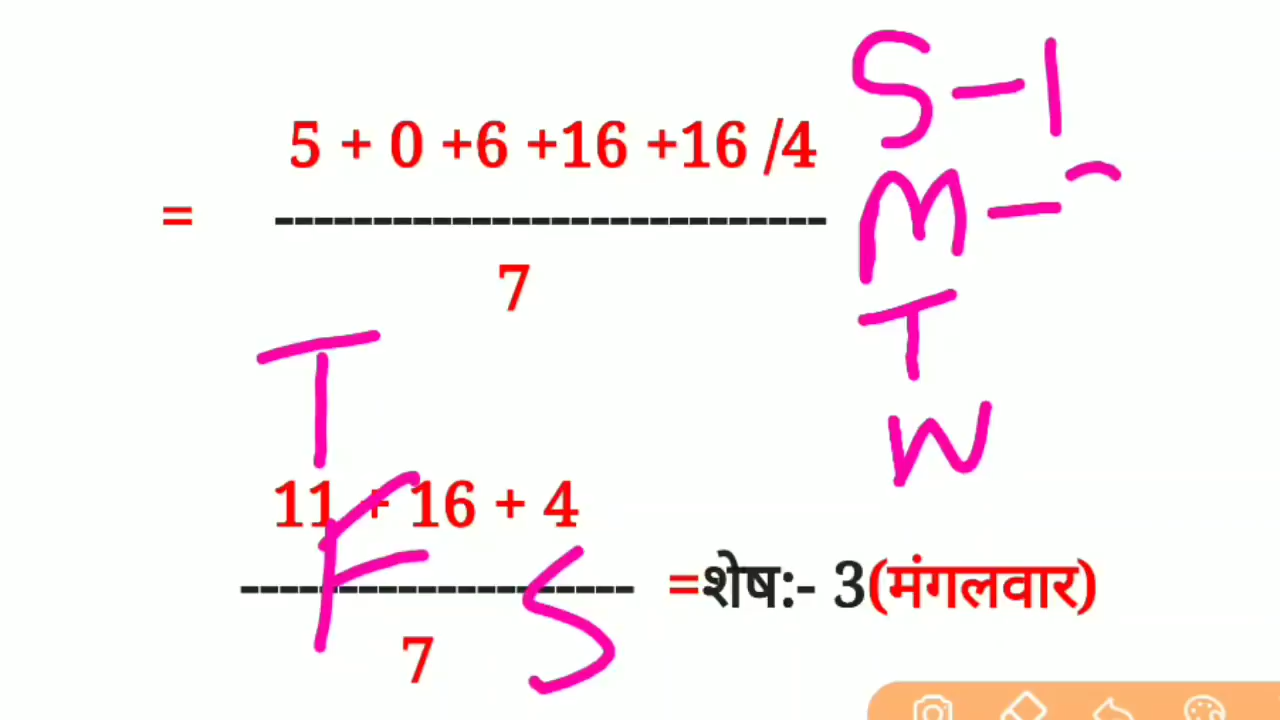 5 + 0 +6 +16 +16 /4
S - 1
= ---------------------------
M -
7
T
T
W
11 + 16 + 4
F
S
-------------------- =शेष:- 3(मंगलवार)
7